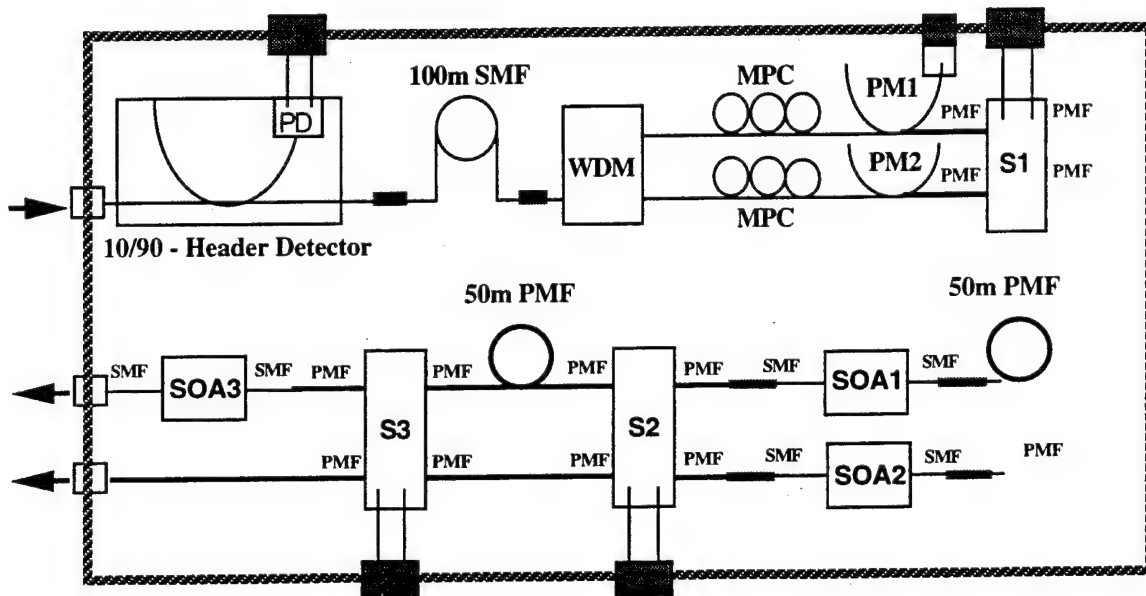 PD
100m SMF
MPC
PM1
PMF
PMF
WDM
PM2
S1
PMF
PMF
MPC
10/90 - Header Detector
50m PMF
50m PMF
SMF
SOA3
SMF
PMF
PMF
PMF
PMF
SMF
SOA1
SMF
S3
S2
PMF
PMF
PMF
PMF
SMF
SOA2
SMF
PMF